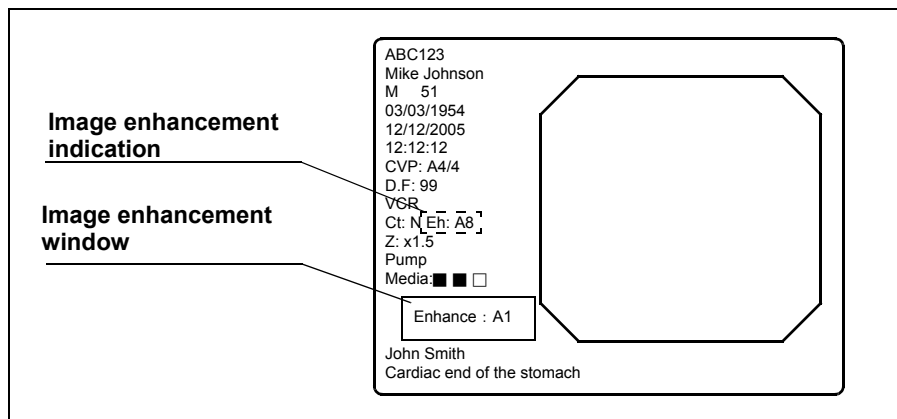 Image enhancement
indication
Image enhancement
window
ABC123
Mike Johnson
M 51
03/03/1954
12/12/2005
12:12:12
CVP: A4/4
D.F: 99
VCR
Ct: N Eh: A8
Z: x1.5
Pump
Media:■ ■ □
Enhance : A1
John Smith
Cardiac end of the stomach